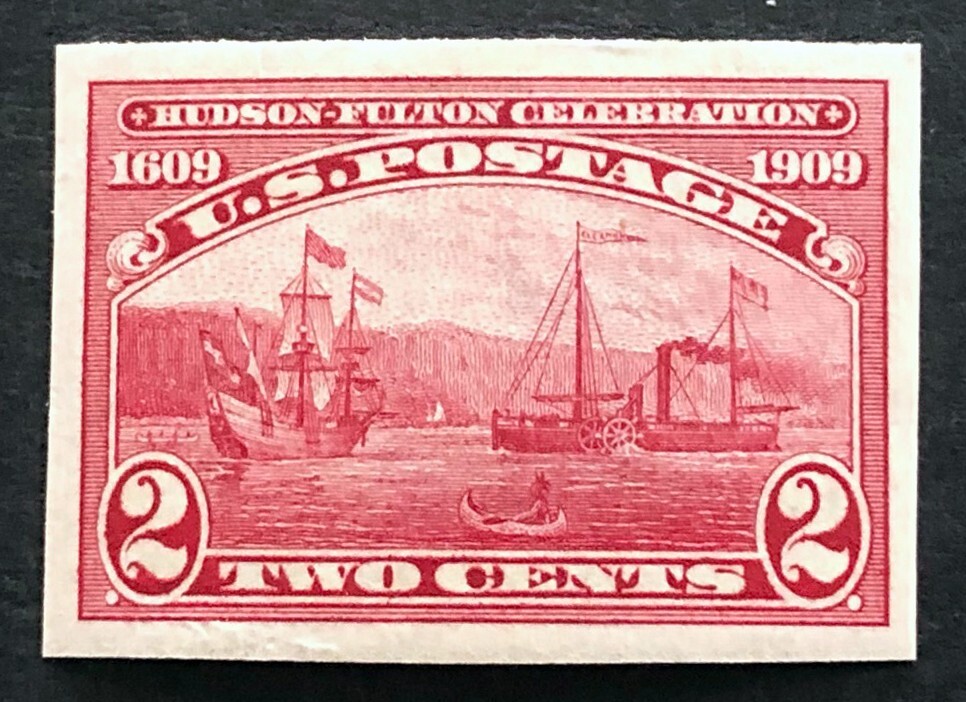 HUDSON-FULTON CELEBRATION
1609 1909
U.S. POSTAGE
2 TWO CENTS 2